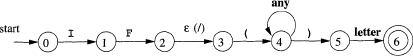 any
start I F ε (/) ( ) letter
0 1 2 3 4 5 6